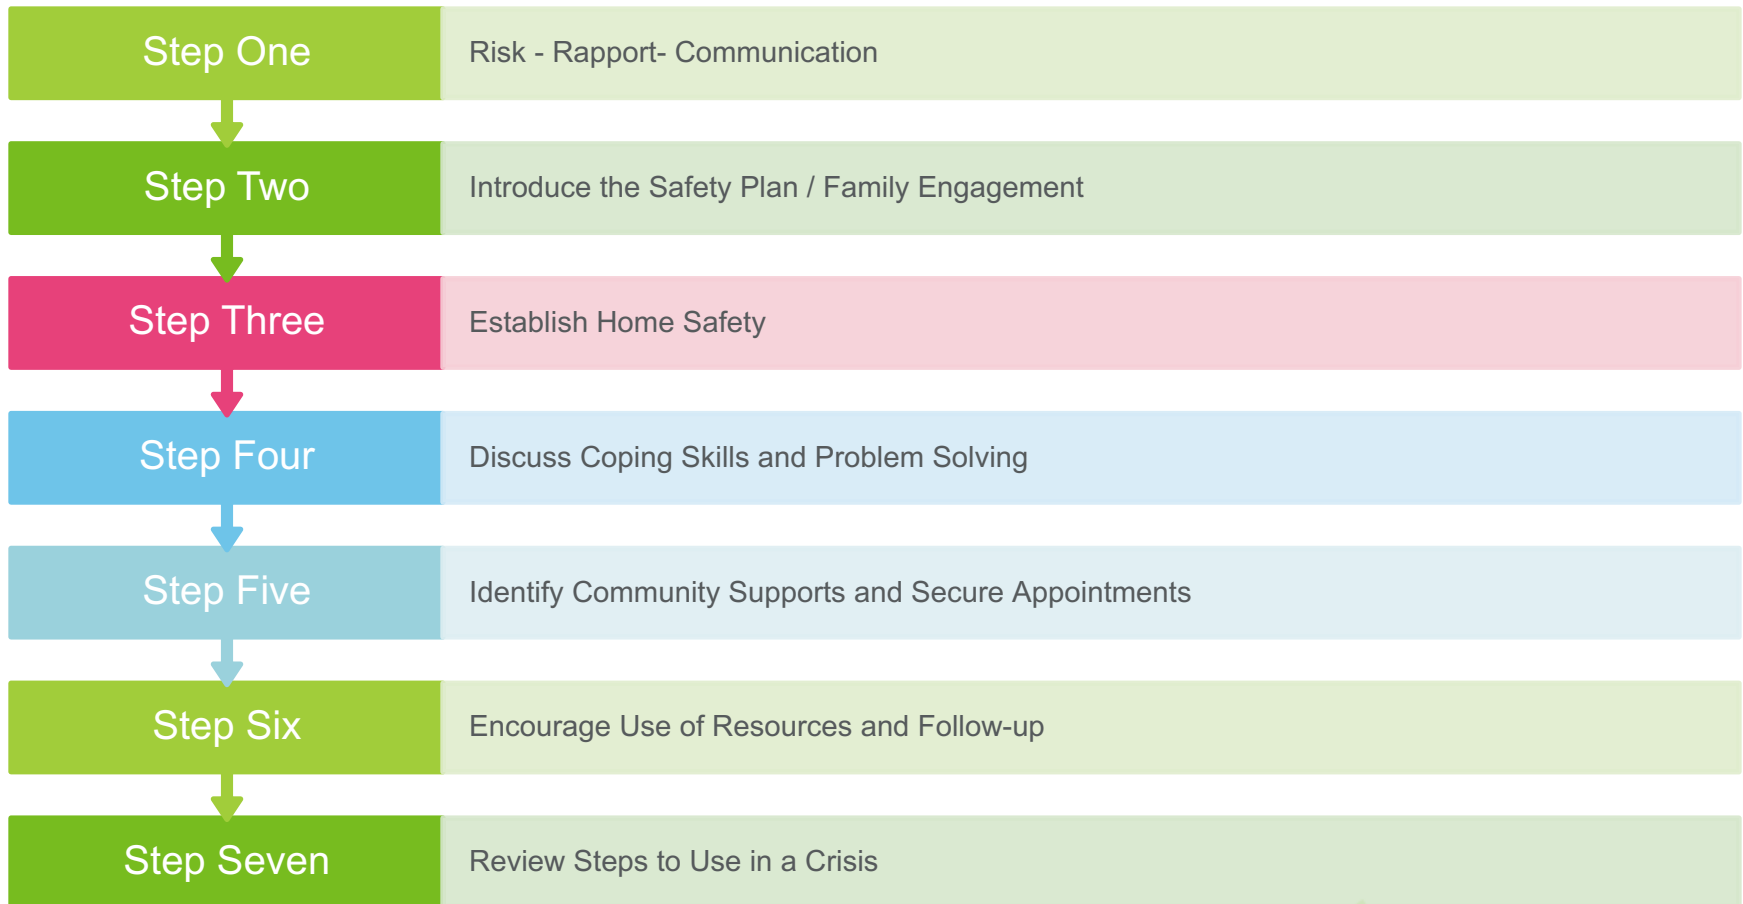 Step One
Risk - Rapport- Communication
Step Two
Introduce the Safety Plan / Family Engagement
Step Three
Establish Home Safety
Step Four
Discuss Coping Skills and Problem Solving
Step Five
Identify Community Supports and Secure Appointments
Step Six
Encourage Use of Resources and Follow-up
Step Seven
Review Steps to Use in a Crisis